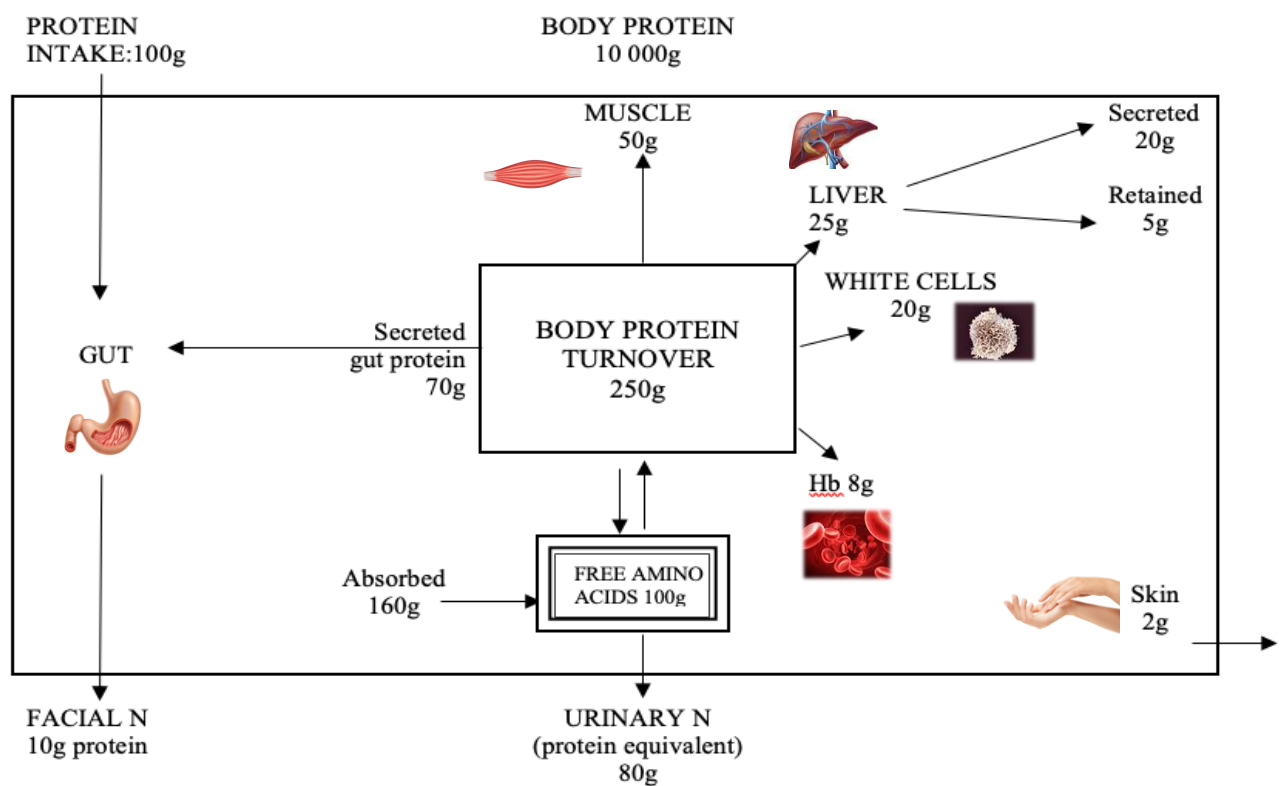 PROTEIN
INTAKE:100g
BODY PROTEIN
10 000g
MUSCLE
50g
LIVER
25g
Secreted
20g
Retained
5g
WHITE CELLS
20g
GUT
Secreted
gut protein
70g
BODY PROTEIN
TURNOVER
250g
Hb 8g
Absorbed
160g
FREE AMINO
ACIDS 100g
Skin
2g
FACIAL N
10g protein
URINARY N
(protein equivalent)
80g